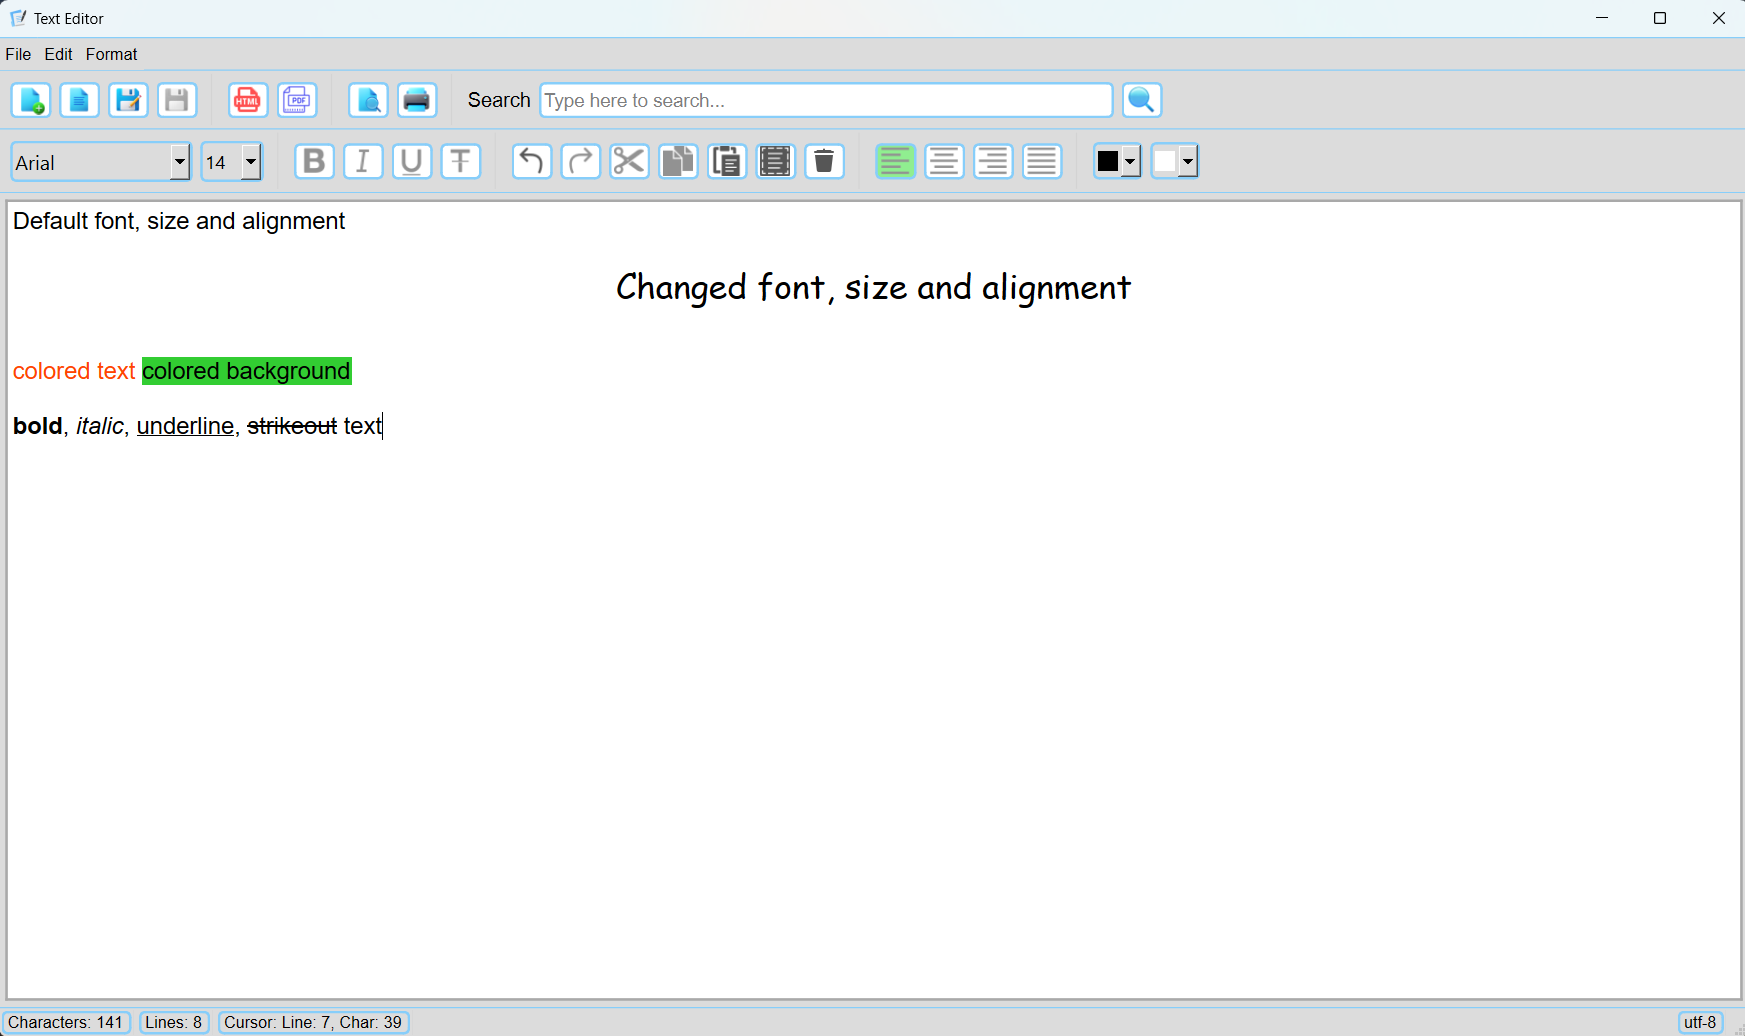 Text Editor
File Edit Format
HTML PDF Search Type here to search...
Arial 14 B I U T
Default font, size and alignment
Changed font, size and alignment
colored text colored background
bold, italic, underline, strikeout text
Characters: 141 Lines: 8 Cursor: Line: 7, Char: 39 utf-8